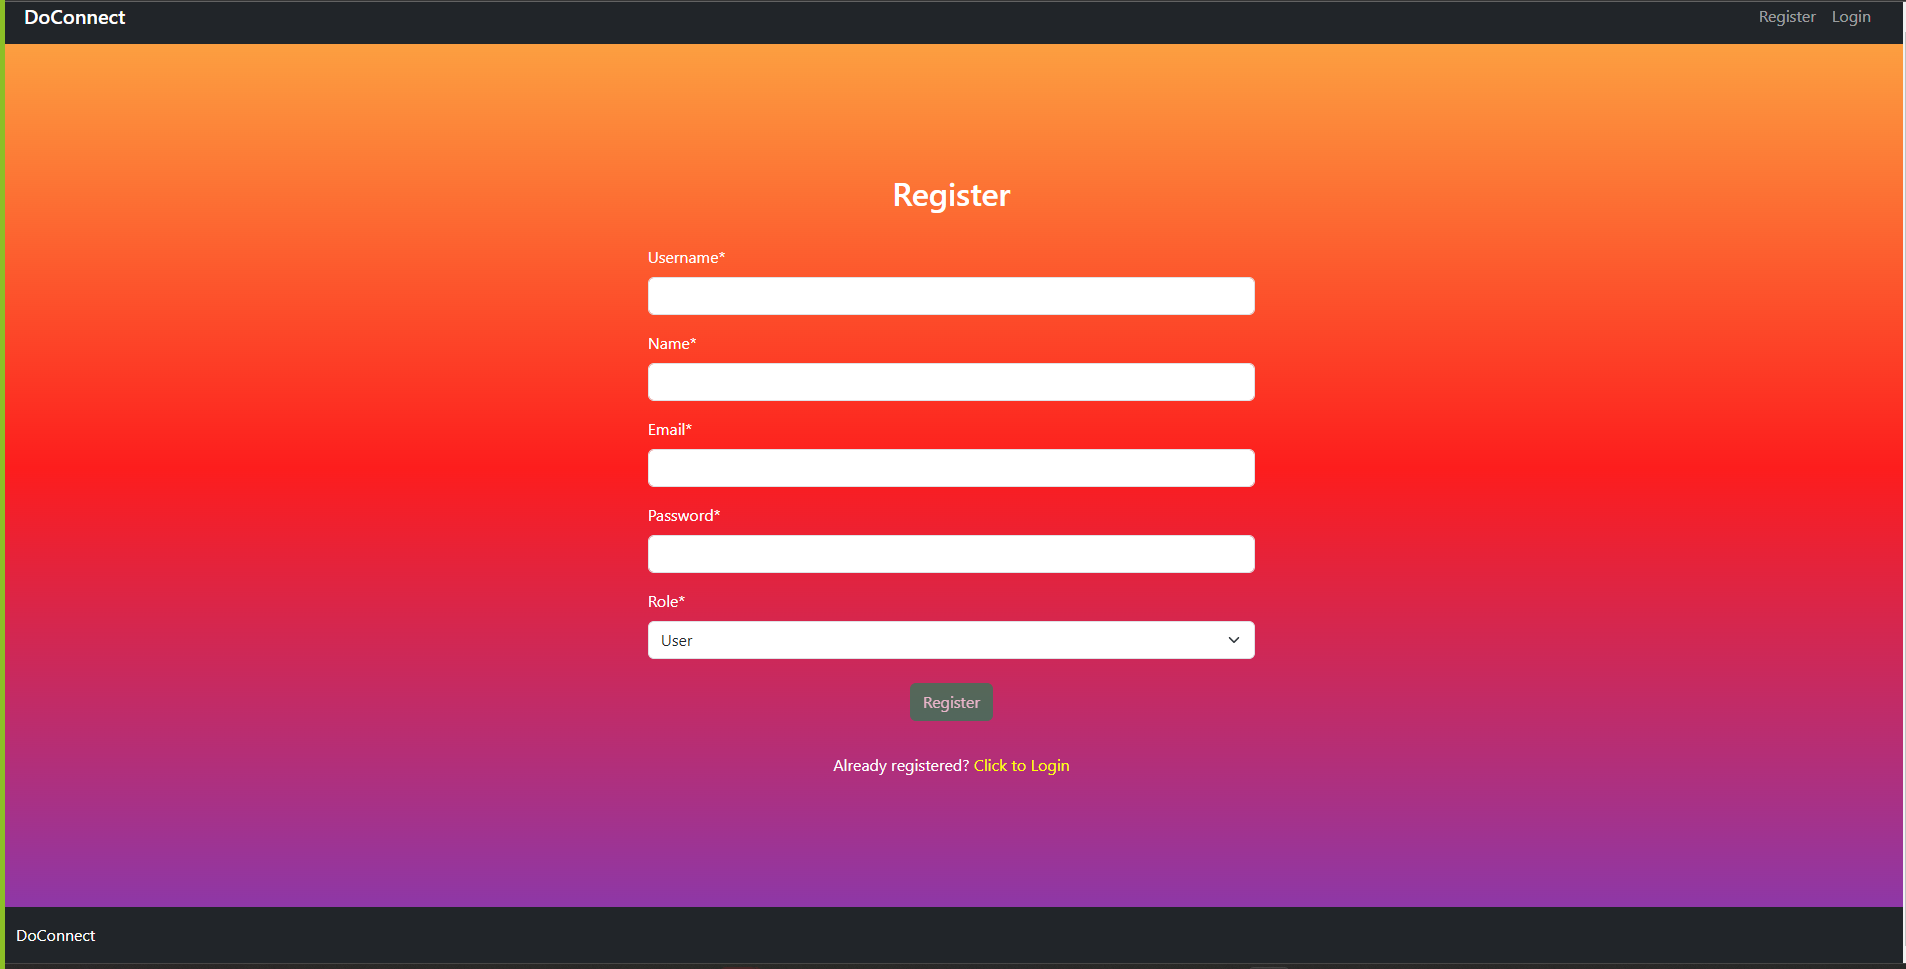 DoConnect
Register Login
Register
Username*
Name*
Email*
Password*
Role*
User
Register
Already registered? Click to Login
DoConnect